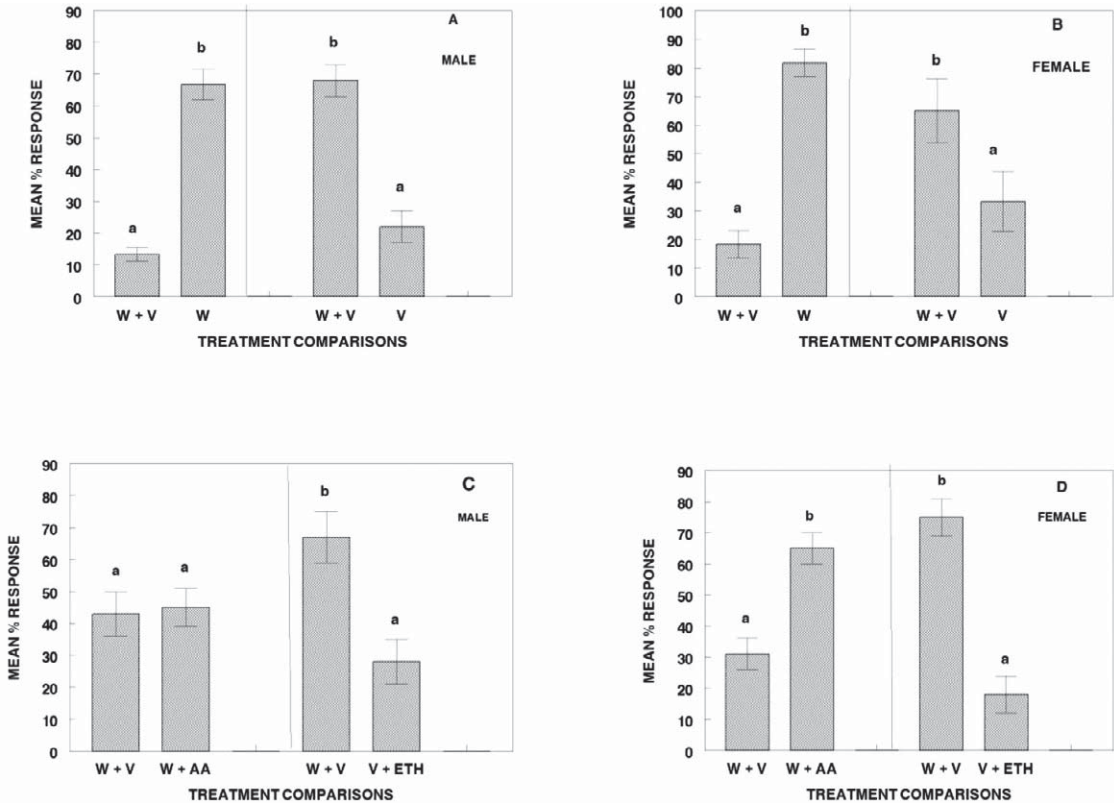 A
MALE
MEAN % RESPONSE
90
80
70
60
50
40
30
20
10
0
a
b
b
a
W + V
W
W + V
V
TREATMENT COMPARISONS
B
FEMALE
MEAN % RESPONSE
100
90
80
70
60
50
40
30
20
10
0
a
b
b
a
W + V
W
W + V
V
TREATMENT COMPARISONS
C
MALE
MEAN % RESPONSE
90
80
70
60
50
40
30
20
10
0
a
a
b
a
W + V
W + AA
W + V
V + ETH
TREATMENT COMPARISONS
D
FEMALE
MEAN % RESPONSE
90
80
70
60
50
40
30
20
10
0
a
b
b
a
W + V
W + AA
W + V
V + ETH
TREATMENT COMPARISONS